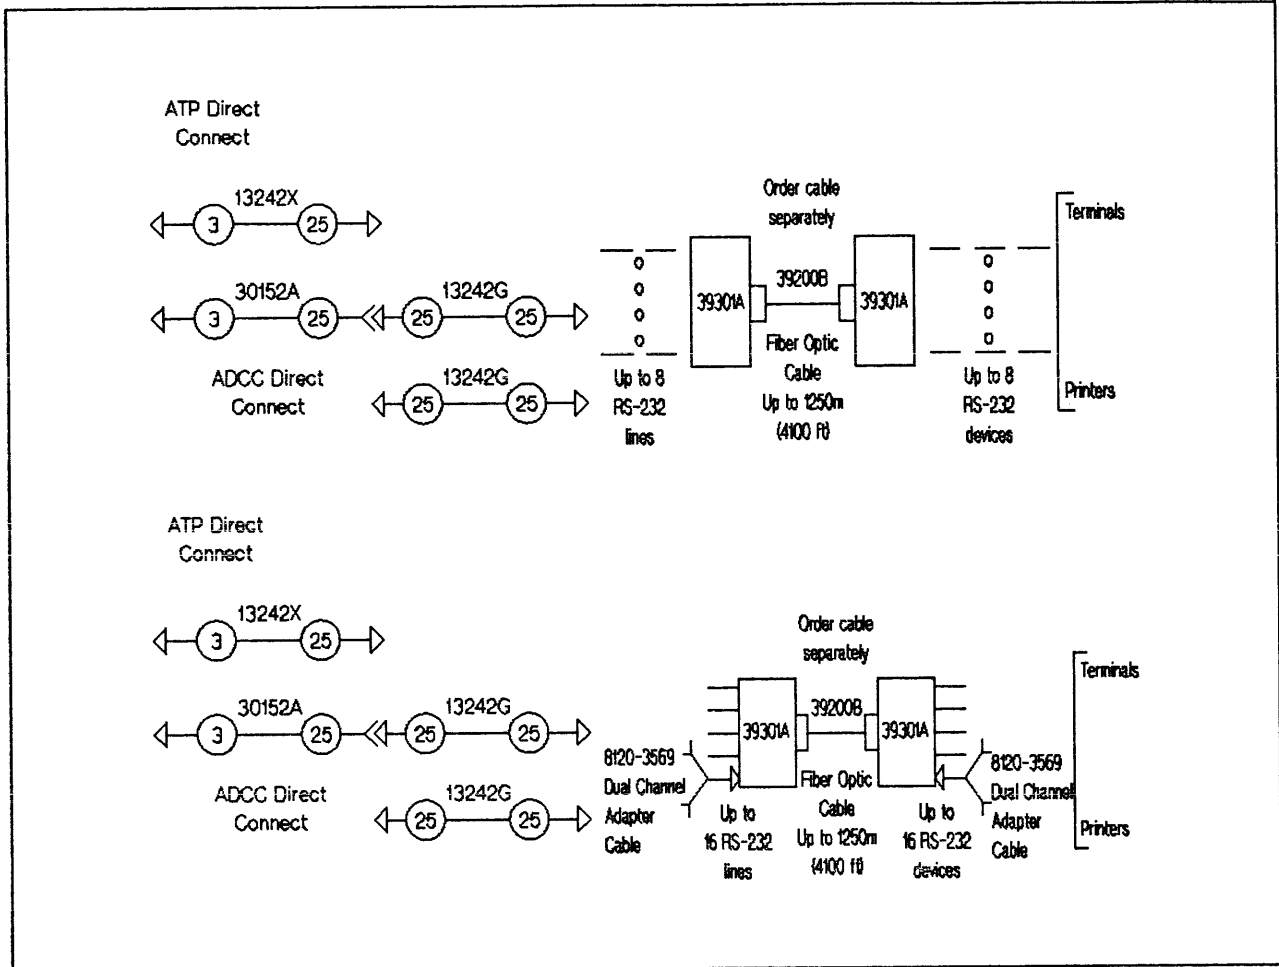 ATP Direct
Connect
13242X
3
25
30152A
3
25
13242G
25
25
ADCC Direct
Connect
13242G
25
25
Up to 8
RS-232
lines
39301A
Order cable
separately
39200B
Fiber Optic
Cable
Up to 1250m
(4100 ft)
39301A
Up to 8
RS-232
devices
Terminals
Printers
ATP Direct
Connect
13242X
3
25
30152A
3
25
13242G
25
25
ADCC Direct
Connect
13242G
25
25
8120-3569
Dual Channel
Adapter
Cable
39301A
Up to
16 RS-232
lines
Order cable
separately
39200B
Fiber Optic
Cable
Up to 1250m
(4100 ft)
39301A
Up to
16 RS-232
devices
8120-3569
Dual Channel
Adapter
Cable
Terminals
Printers